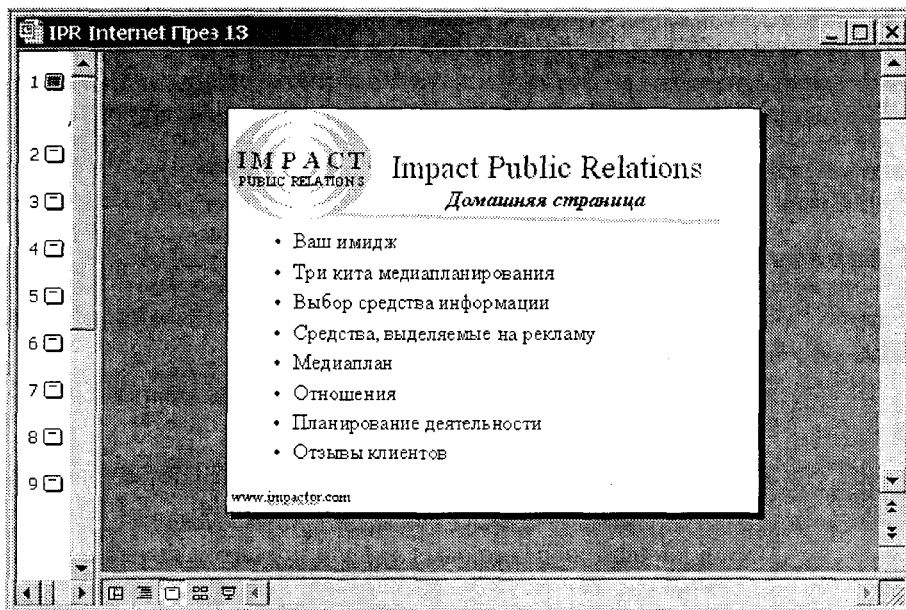 IPR Internet През 13
1
2
3
4
5
6
7
8
9
IMPACT
PUBLIC RELATIONS
Impact Public Relations
Домашняя страница
• Ваш имидж
• Три кита медиапланирования
• Выбор средства информации
• Средства, выделяемые на рекламу
• Медиаплан
• Отношения
• Планирование деятельности
• Отзывы клиентов
www.impactor.com